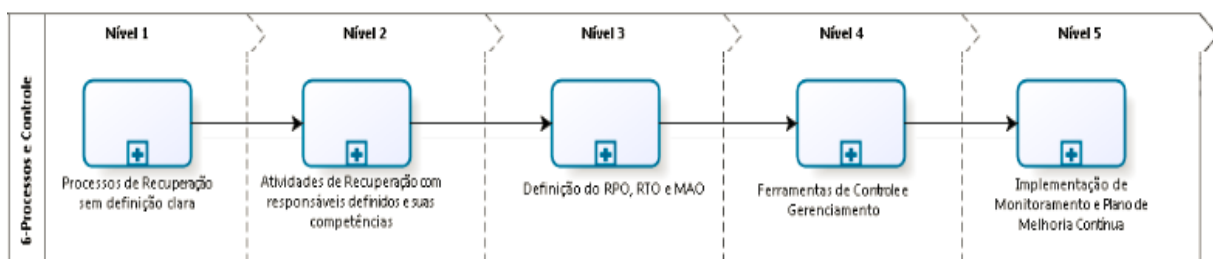 Nível 1
Nível 2
Nível 3
Nível 4
Nível 5
6-Processos e Controle
Processos de Recuperação
sem definição clara
Atividades de Recuperação com
responsáveis definidos e suas
competências
Definição do RPO, RTO e MAO
Ferramentas de Controle e
Gerenciamento
Implementação de
Monitoramento e Plano de
Melhoria Contínua